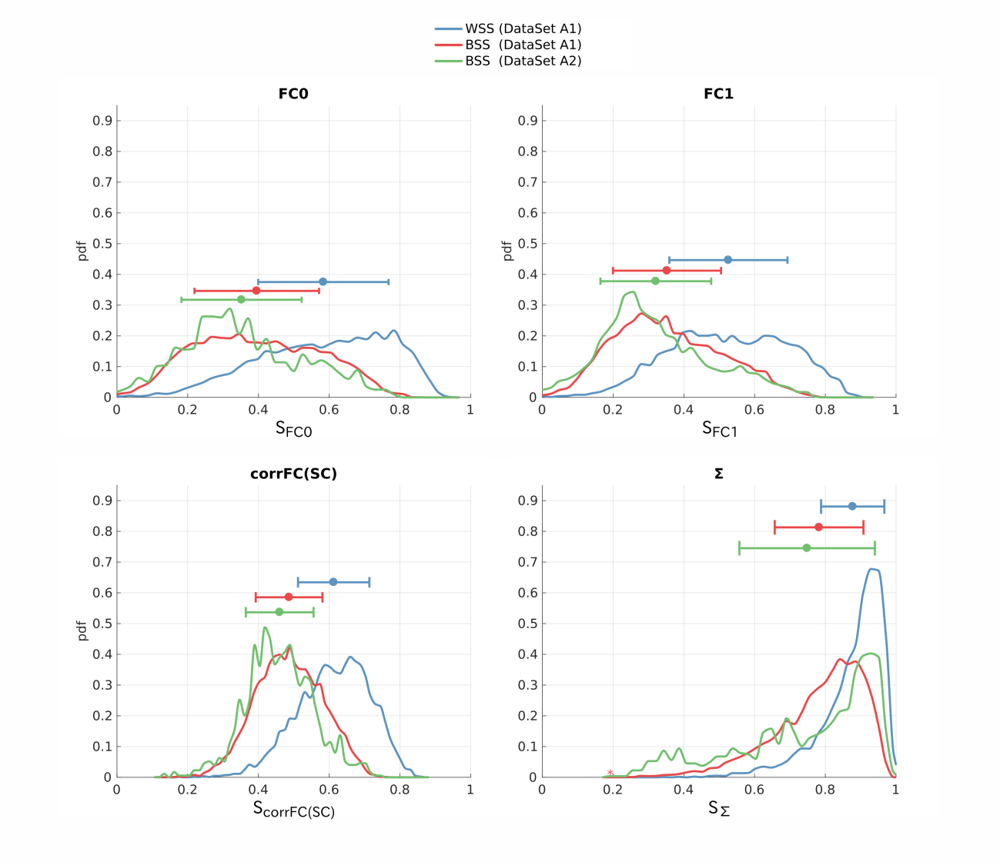 WSS (DataSet A1)
BSS (DataSet A1)
BSS (DataSet A2)
FC0
FC1
0.9
0.8
0.7
0.6
0.5
0.4
0.3
0.2
0.1
0
pdf
0 0.2 0.4 0.6 0.8 1
SFC0
0.9
0.8
0.7
0.6
0.5
0.4
0.3
0.2
0.1
0
pdf
0 0.2 0.4 0.6 0.8 1
SFC1
corrFC(SC)
Σ
0.9
0.8
0.7
0.6
0.5
0.4
0.3
0.2
0.1
0
pdf
0 0.2 0.4 0.6 0.8 1
ScorrFC(SC)
0.9
0.8
0.7
0.6
0.5
0.4
0.3
0.2
0.1
0
*
0 0.2 0.4 0.6 0.8 1
SΣ